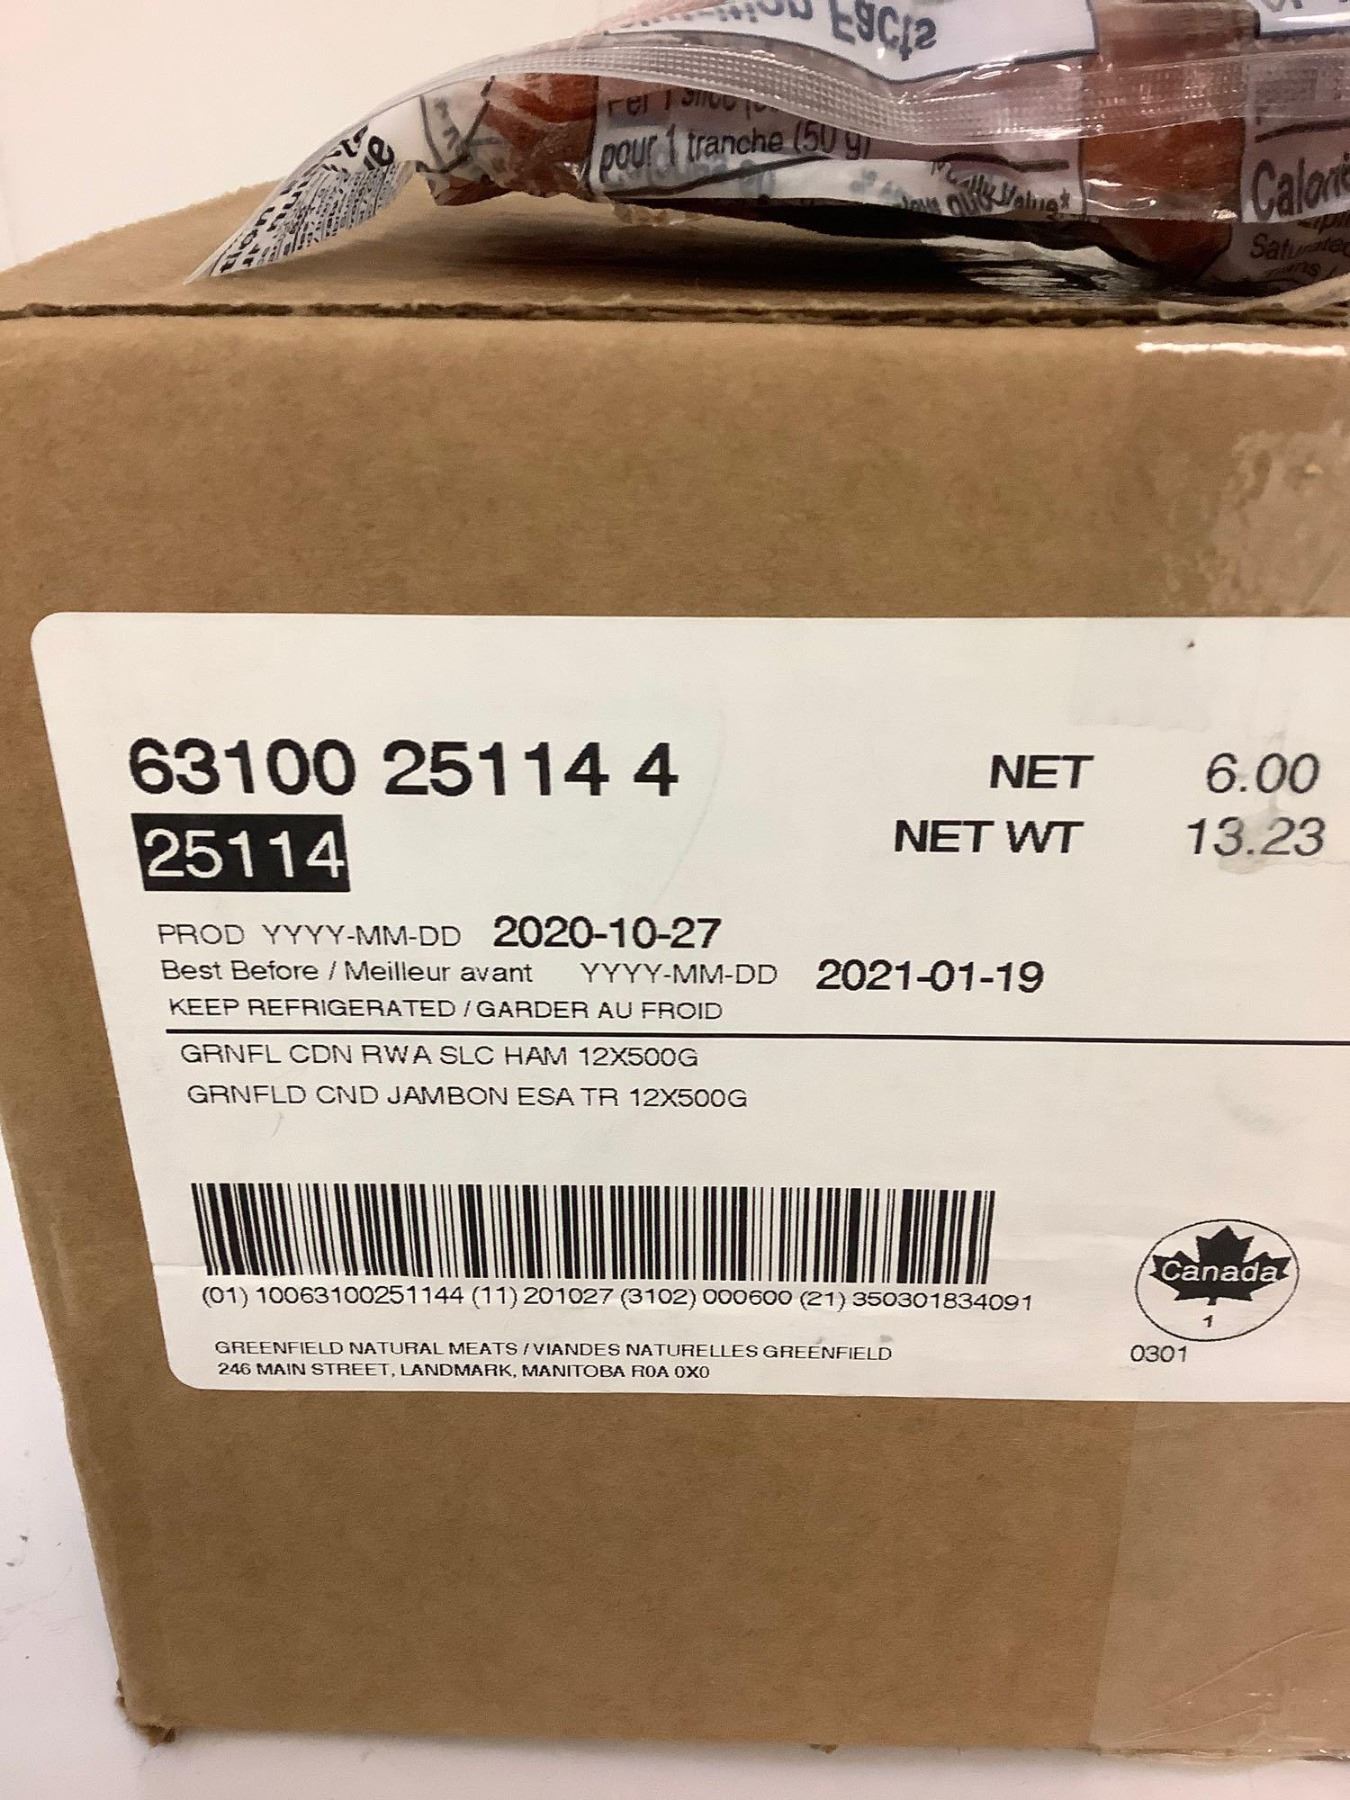 Facts
pour 1 tranche (50 g)
Calorie
63100 25114 4
25114
NET 6.00
NET WT 13.23
PROD YYYY-MM-DD 2020-10-27
Best Before / Meilleur avant YYYY-MM-DD 2021-01-19
KEEP REFRIGERATED / GARDER AU FROID
GRNFL CDN RWA SLC HAM 12X500G
GRNFLD CND JAMBON ESA TR 12X500G
(01) 10063100251144 (11) 201027 (3102) 000600 (21) 350301834091
Canada
1
0301
GREENFIELD NATURAL MEATS / VIANDES NATURELLES GREENFIELD
246 MAIN STREET, LANDMARK, MANITOBA R0A 0X0